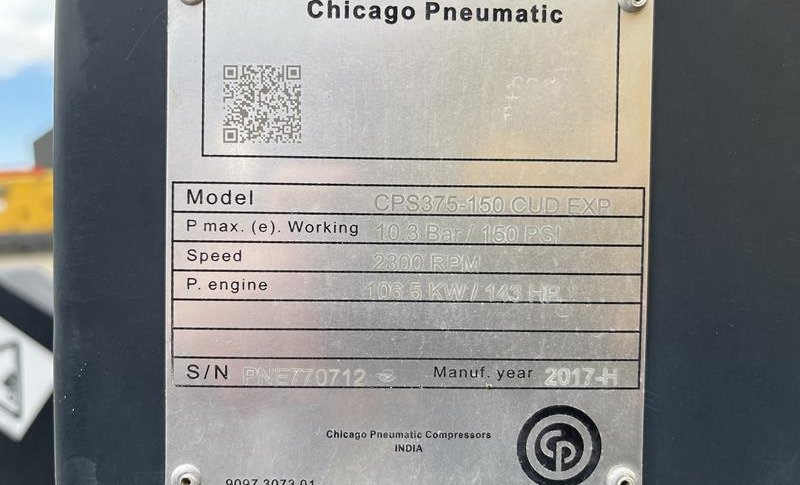 Chicago Pneumatic
Model CPS375-150 CUD EXP
P max. (e). Working 10.3 Bar / 150 PSI
Speed 2300 RPM
P. engine 106.5 KW / 143 HP
S/N PNE770712 Manuf. year 2017-H
Chicago Pneumatic Compressors
INDIA
CP
9097 3073 01